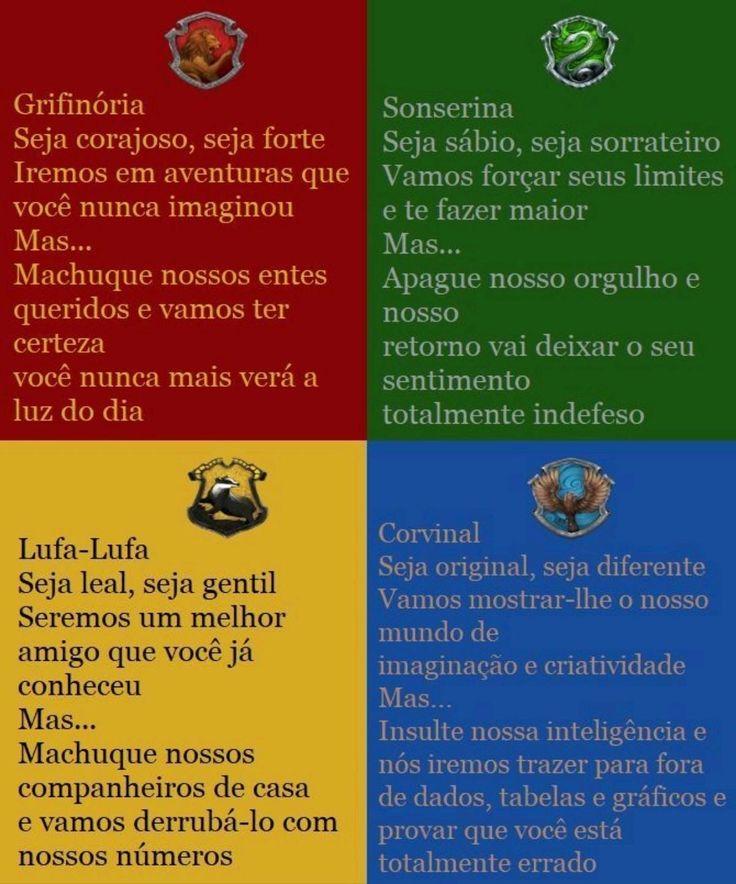 Grifinória
Seja corajoso, seja forte
Iremos em aventuras que
você nunca imaginou
Mas...
Machuque nossos entes
queridos e vamos ter
certeza
você nunca mais verá a
luz do dia
Sonserina
Seja sábio, seja sorrateiro
Vamos forçar seus limites
e te fazer maior
Mas...
Apague nosso orgulho e
nosso
retorno vai deixar o seu
sentimento
totalmente indefeso
Lufa-Lufa
Seja leal, seja gentil
Seremos um melhor
amigo que você já
conheceu
Mas...
Machuque nossos
companheiros de casa
e vamos derrubá-lo com
nossos números
Corvinal
Seja original, seja diferente
Vamos mostrar-lhe o nosso
mundo de
imaginação e criatividade
Mas...
Insulte nossa inteligência e
nós iremos trazer para fora
de dados, tabelas e gráficos e
provar que você está
totalmente errado